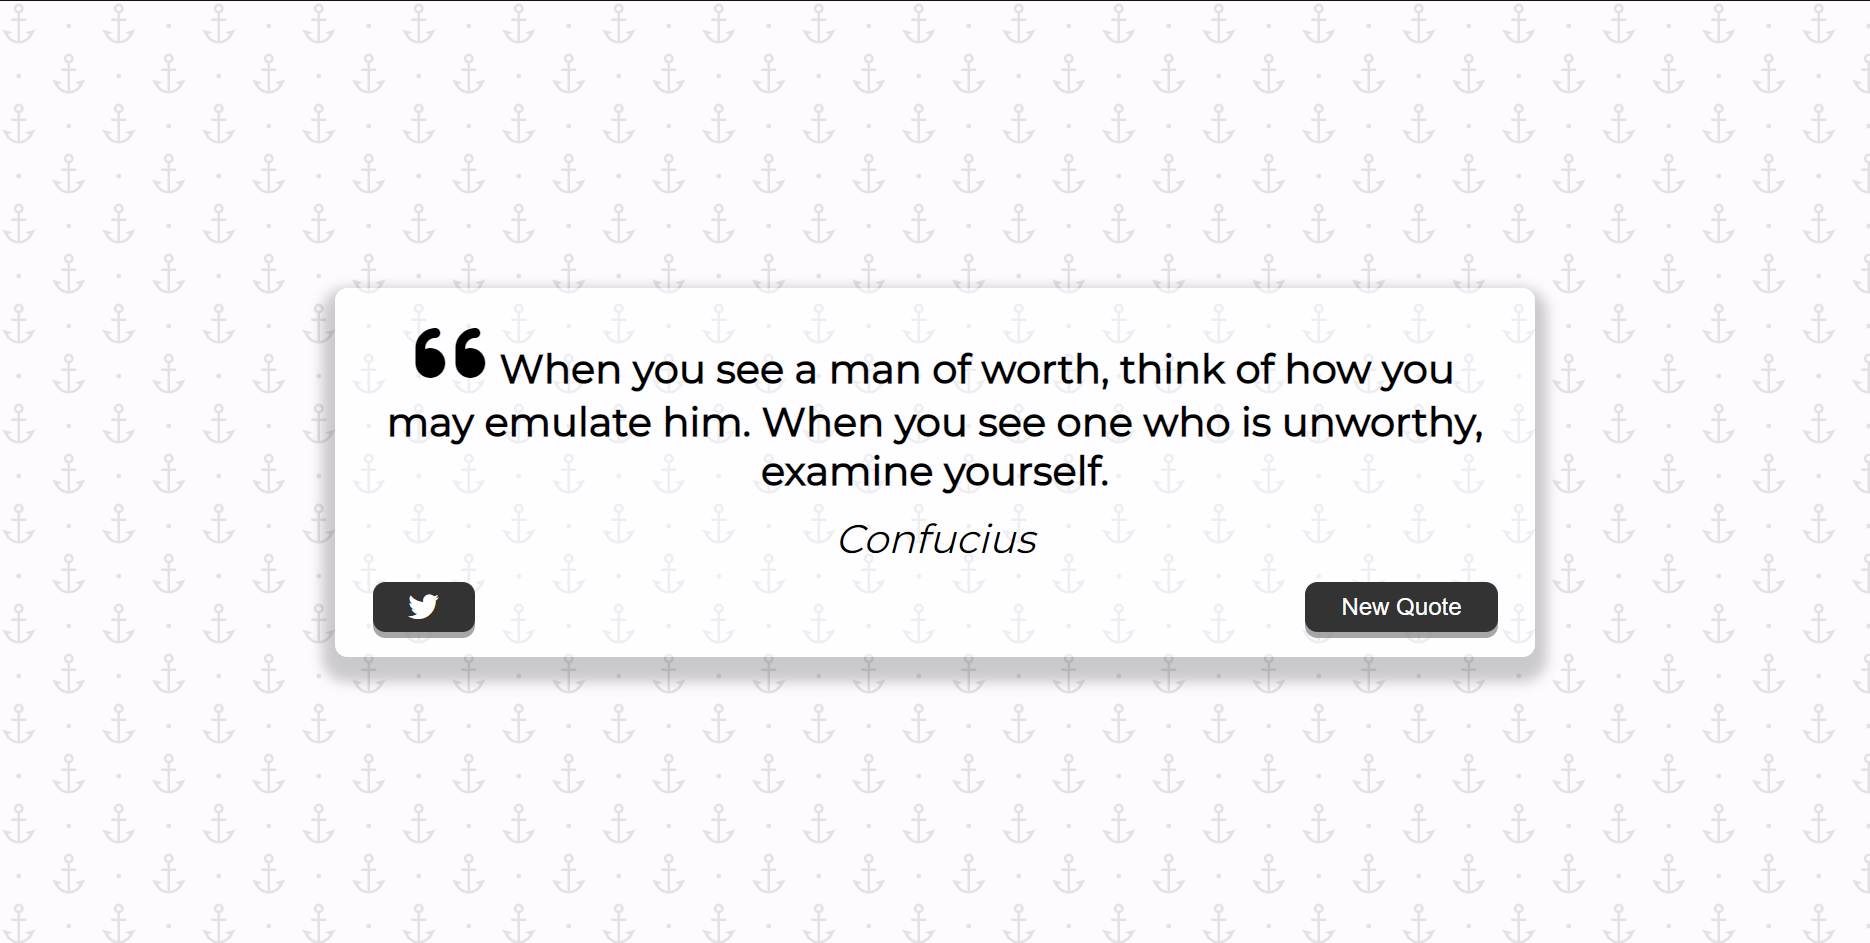 “ When you see a man of worth, think of how you
may emulate him. When you see one who is unworthy,
examine yourself.
Confucius
New Quote